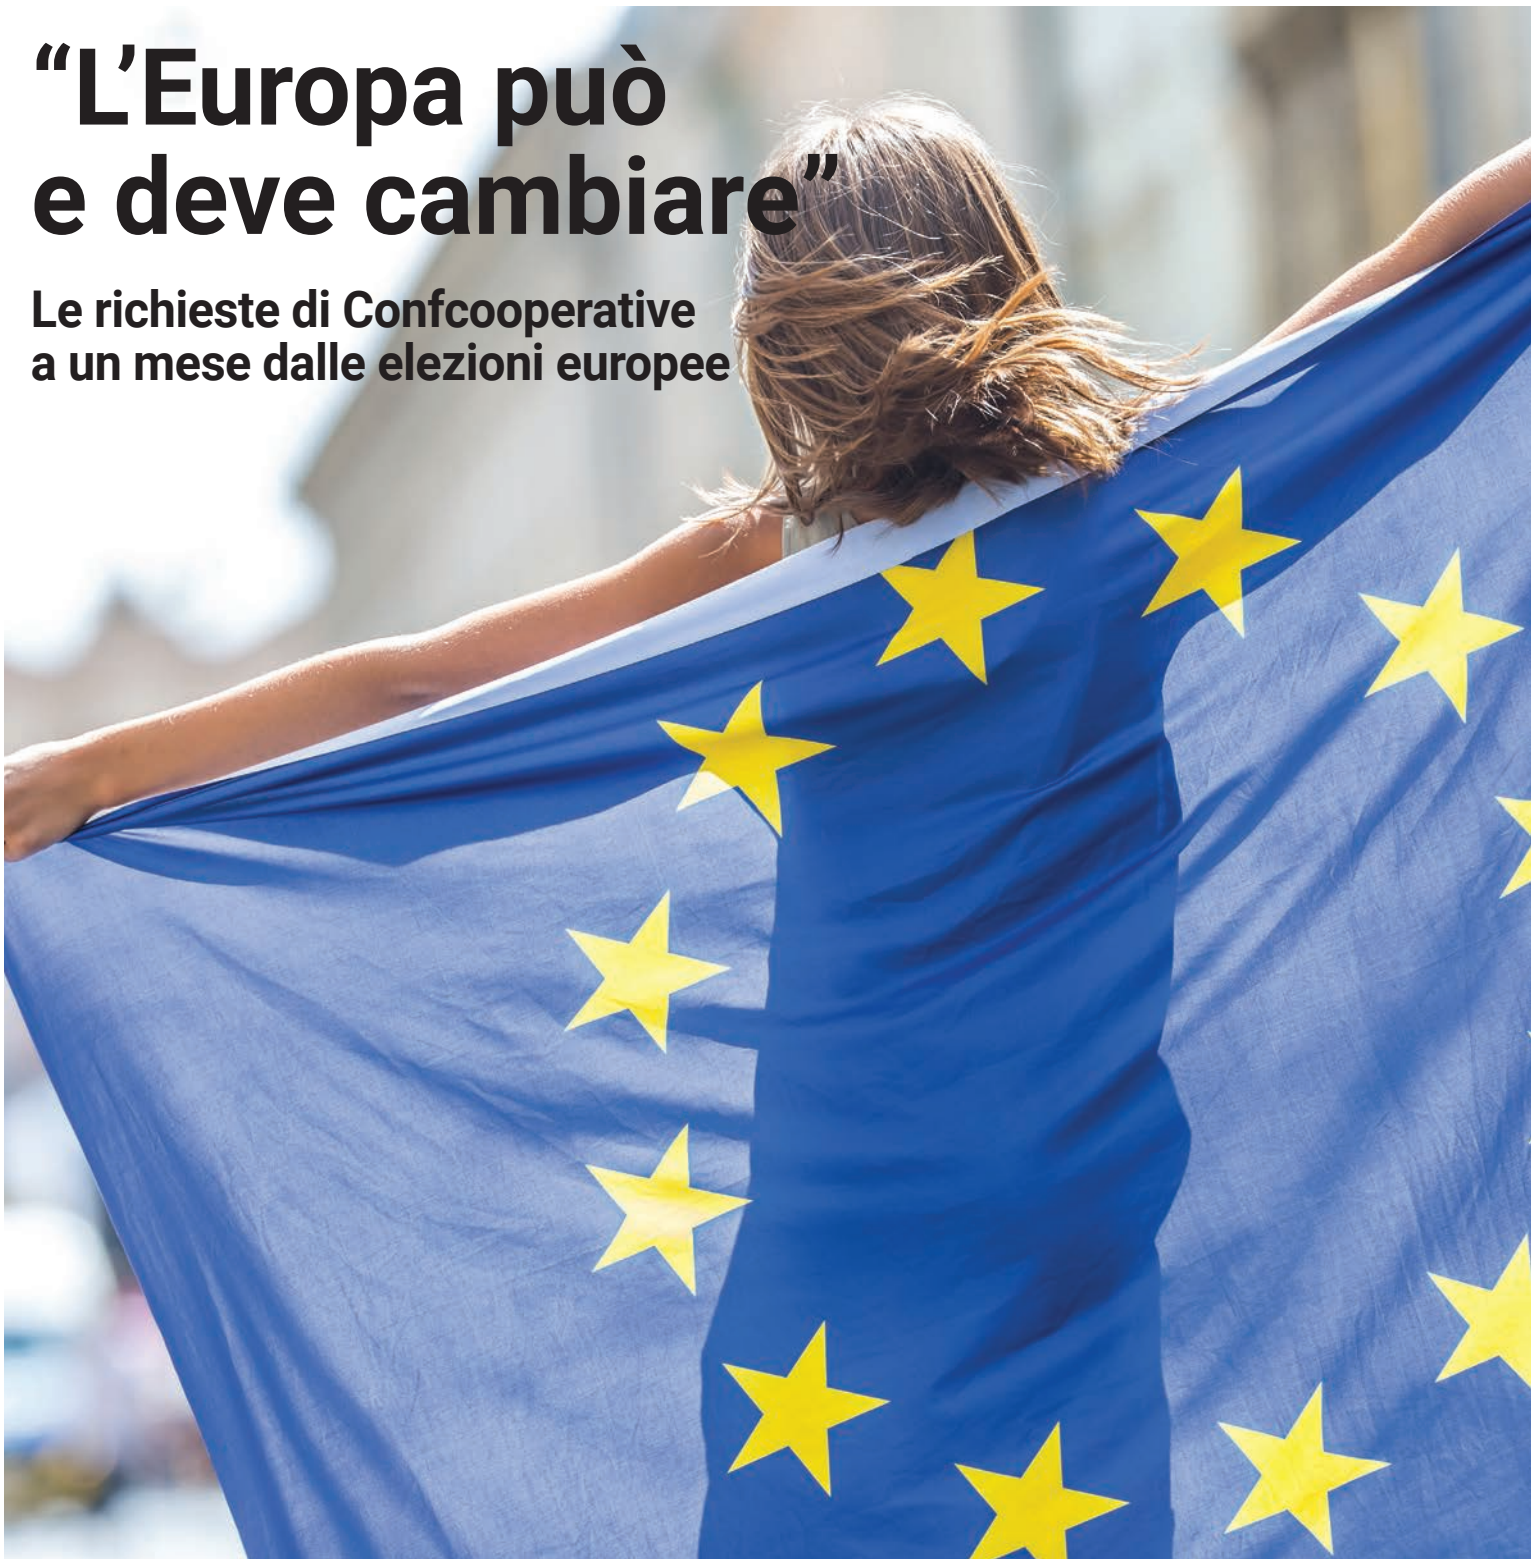 “L’Europa può
e deve cambiare”
Le richieste di Confcooperative
a un mese dalle elezioni europee